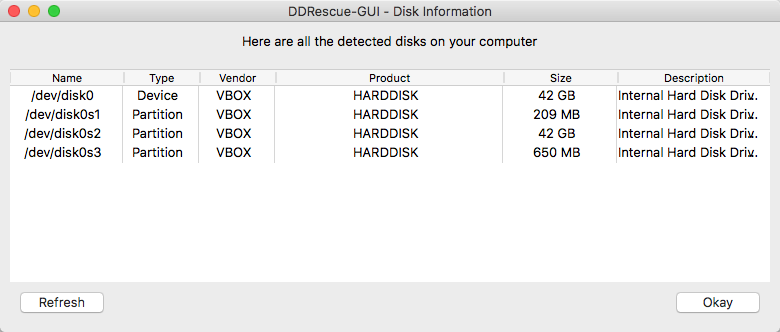 DDRescue-GUI - Disk Information
Here are all the detected disks on your computer
Name Type Vendor Product Size Description
/dev/disk0 Device VBOX HARDDISK 42 GB Internal Hard Disk Driv..
/dev/disk0s1 Partition VBOX HARDDISK 209 MB Internal Hard Disk Driv..
/dev/disk0s2 Partition VBOX HARDDISK 42 GB Internal Hard Disk Driv..
/dev/disk0s3 Partition VBOX HARDDISK 650 MB Internal Hard Disk Driv..
Refresh Okay